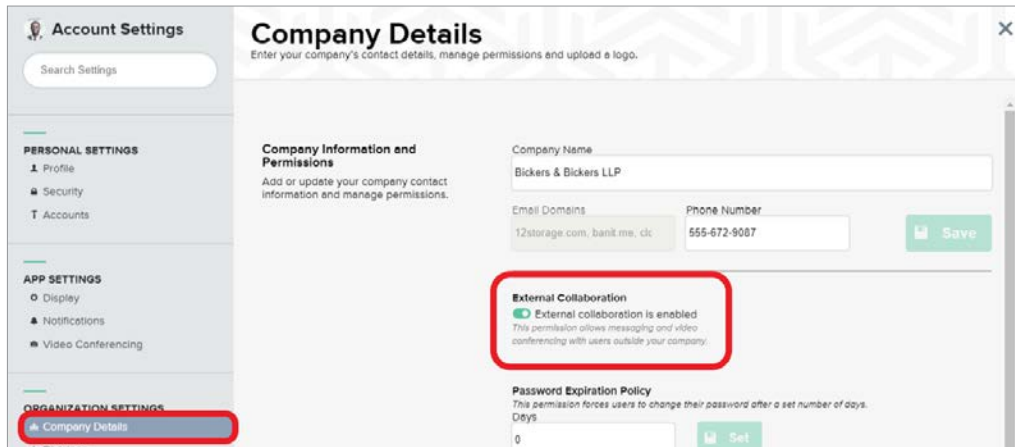 Account Settings
Search Settings
PERSONAL SETTINGS
Profile
Security
Accounts
APP SETTINGS
Display
Notifications
Video Conferencing
ORGANIZATION SETTINGS
Company Details
Company Details
Enter your company's contact details, manage permissions and upload a logo.
Company Information and
Permissions
Add or update your company contact
information and manage permissions.
Company Name
Bickers & Bickers LLP
Email Domains
12storage.com, banit.me, clc
Phone Number
555-672-9087
Save
External Collaboration
External collaboration is enabled
This permission allows messaging and video
conferencing with users outside your company.
Password Expiration Policy
This permission forces users to change their password after a set number of days.
Days
0
Set